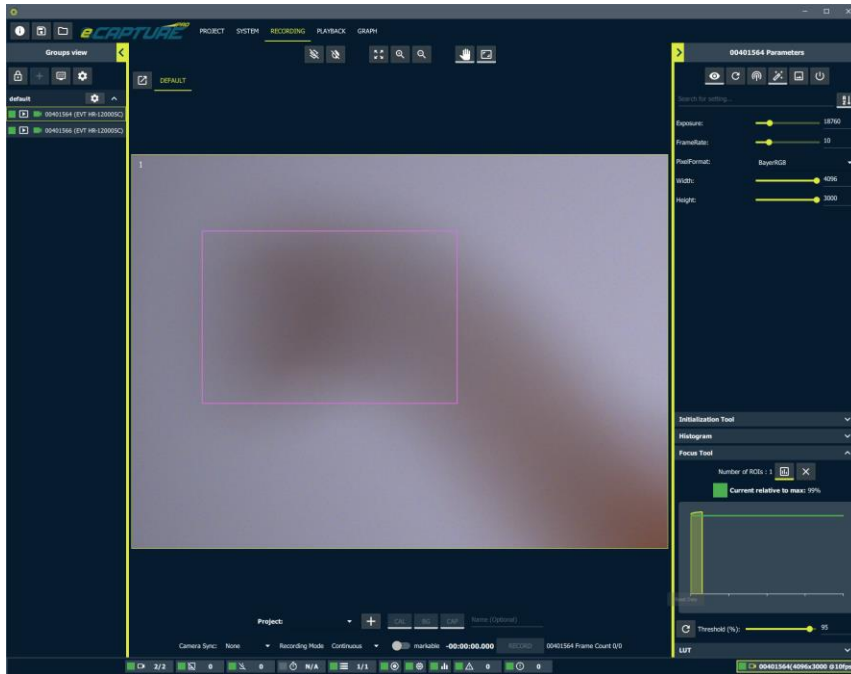 eCAPTURE PRO PROJECT SYSTEM RECORDING PLAYBACK GRAPH
Groups view
default
00401564 (EVT HR-12000SC)
00401566 (EVT HR-12000SC)
DEFAULT
1
00401564 Parameters
Search for setting...
Exposure: 18760
FrameRate: 10
PixelFormat: BayerRGB
Width: 4096
Height: 3000
Initialization Tool
Histogram
Focus Tool
Number of ROIs : 1
Current relative to max: 99%
Threshold (%): 95
LUT
Project: CAL BG CAP Name (Optional)
Camera Sync: None Recording Mode Continuous markable -00:00:00.000 RECORD 00401564 Frame Count 0/0
2/2 0 0 N/A 1/1 0 0 00401564(4096x3000 @10fps